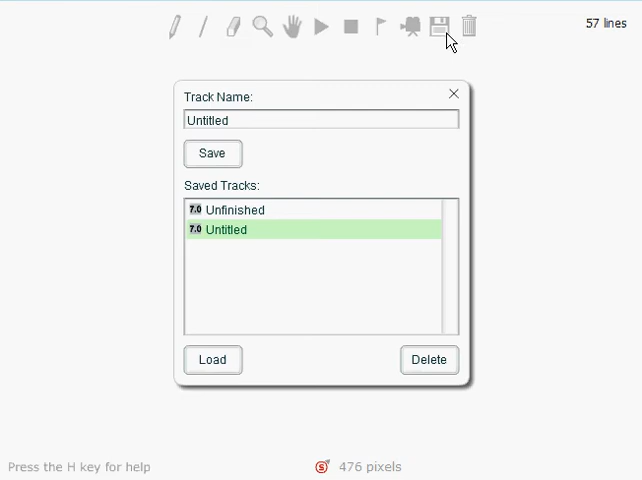 57 lines
Track Name:
Untitled
Save
Saved Tracks:
7.0 Unfinished
7.0 Untitled
Load Delete
Press the H key for help
S 476 pixels